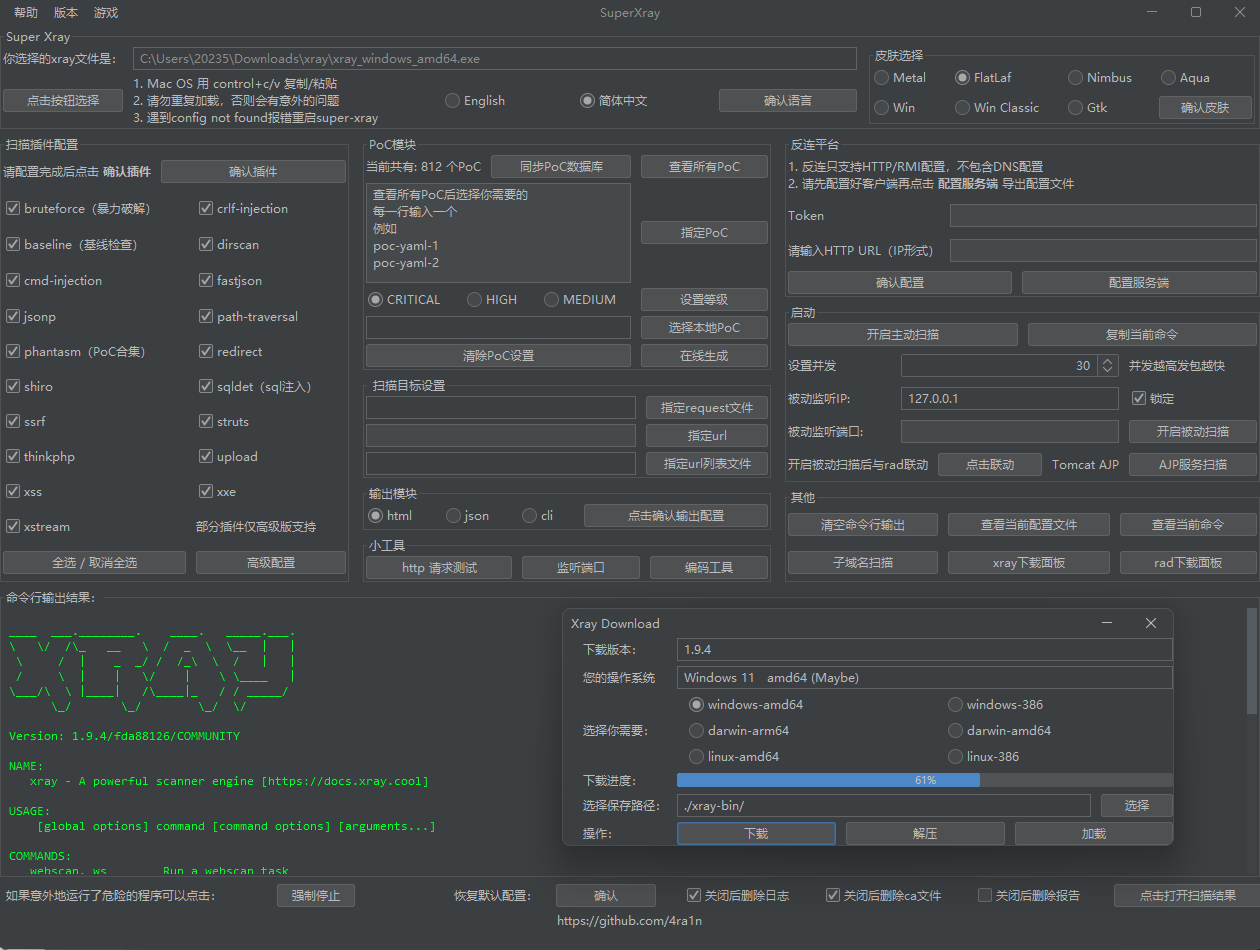 帮助 版本 游戏
SuperXray
Super Xray
你选择的xray文件是: C:\Users\20235\Downloads\xray\xray_windows_amd64.exe
点击按钮选择
1. Mac OS 用 control+c/v 复制/粘贴
2. 请勿重复加载，否则会有意外的问题
3. 遇到config not found报错重启super-xray
English 简体中文 确认语言
皮肤选择
Metal FlatLaf Nimbus Aqua
Win Win Classic Gtk 确认皮肤
扫描插件配置
请配置完成后点击 确认插件 确认插件
bruteforce（暴力破解） crlf-injection
baseline（基线检查） dirscan
cmd-injection fastjson
jsonp path-traversal
phantasm（PoC合集） redirect
shiro sqldet（sql注入）
ssrf struts
thinkphp upload
xss xxe
xstream 部分插件仅高级版支持
全选 / 取消全选 高级配置
PoC模块
当前共有: 812 个PoC 同步PoC数据库 查看所有PoC
查看所有PoC后选择你需要的
每一行输入一个
例如
poc-yaml-1
poc-yaml-2
指定PoC
CRITICAL HIGH MEDIUM 设置等级
选择本地PoC
清除PoC设置 在线生成
扫描目标设置
指定request文件
指定url
指定url列表文件
输出模块
html json cli 点击确认输出配置
小工具
http 请求测试 监听端口 编码工具
反连平台
1. 反连只支持HTTP/RMI配置，不包含DNS配置
2. 请先配置好客户端再点击 配置服务端 导出配置文件
Token
请输入HTTP URL（IP形式）
确认配置 配置服务端
启动
开启主动扫描 复制当前命令
设置并发 30 并发越高发包越快
被动监听IP: 127.0.0.1 锁定
被动监听端口: 开启被动扫描
开启被动扫描后与rad联动 点击联动 Tomcat AJP AJP服务扫描
其他
清空命令行输出 查看当前配置文件 查看当前命令
子域名扫描 xray下载面板 rad下载面板
命令行输出结果:
XRAY
Version: 1.9.4/fda88126/COMMUNITY
NAME:
xray - A powerful scanner engine [https://docs.xray.cool]
USAGE:
[global options] command [command options] [arguments...]
COMMANDS:
webscan, ws Run a webscan task
Xray Download
下载版本: 1.9.4
您的操作系统 Windows 11 amd64 (Maybe)
选择你需要: windows-amd64 windows-386
darwin-arm64 darwin-amd64
linux-amd64 linux-386
下载进度: 61%
选择保存路径: ./xray-bin/ 选择
操作: 下载 解压 加载
如果意外地运行了危险的程序可以点击: 强制停止 恢复默认配置: 确认 关闭后删除日志 关闭后删除ca文件 关闭后删除报告 点击打开扫描结果
https://github.com/4ra1n